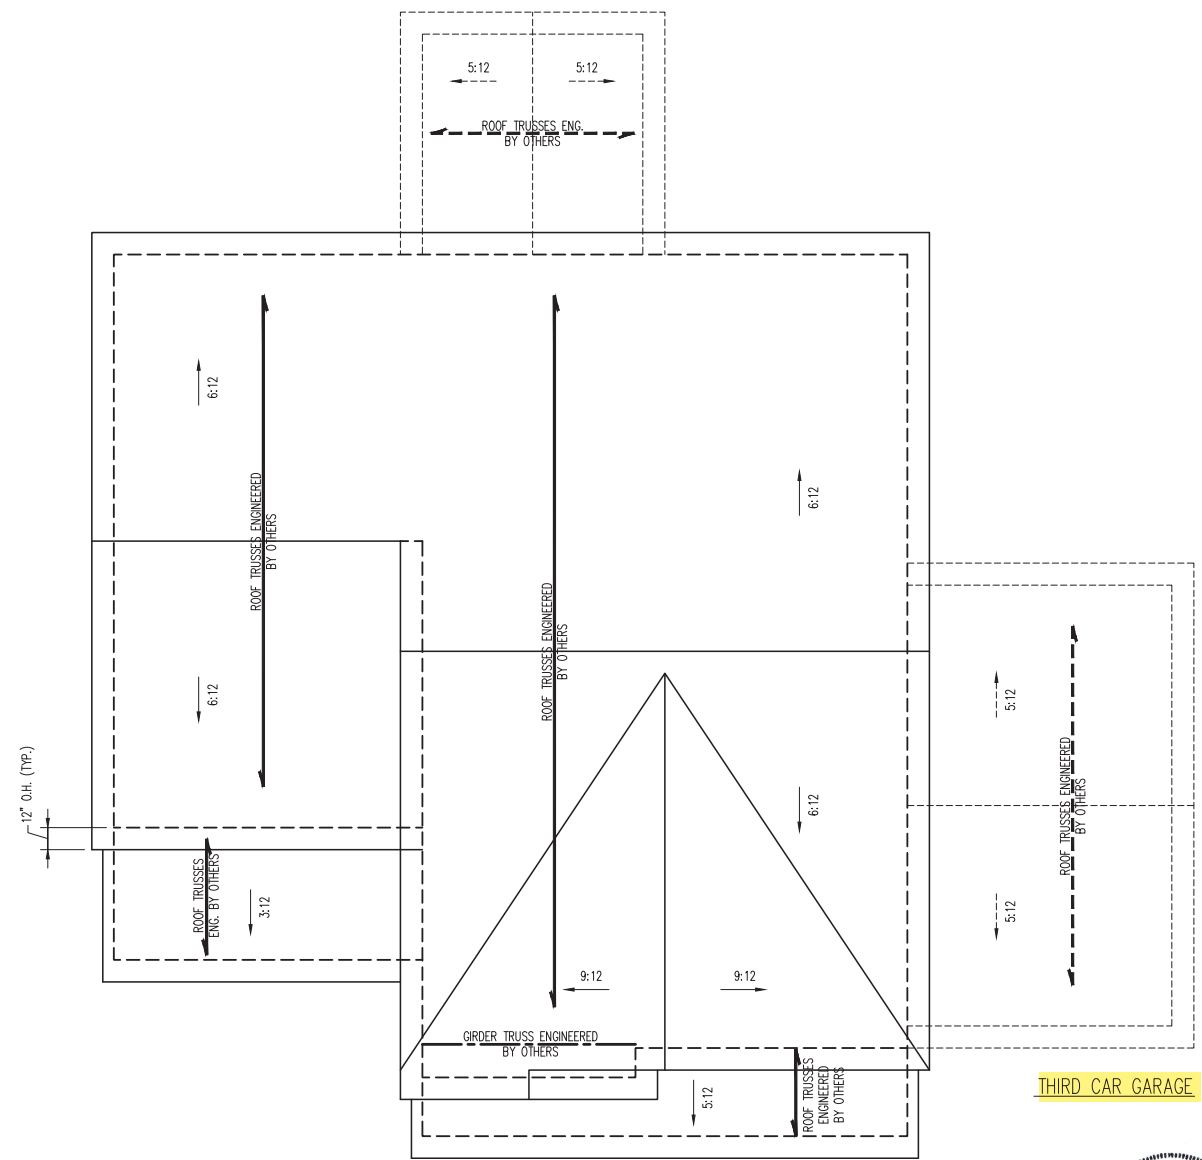 5:12
5:12
ROOF TRUSSES ENG.
BY OTHERS
6:12
ROOF TRUSSES ENGINEERED
BY OTHERS
6:12
ROOF TRUSSES ENGINEERED
BY OTHERS
6:12
6:12
12" O.H. (TYP.)
ROOF TRUSSES
ENG. BY OTHERS
3:12
5:12
ROOF TRUSSES ENGINEERED
BY OTHERS
5:12
9:12
9:12
GIRDER TRUSS ENGINEERED
BY OTHERS
5:12
ROOF TRUSSES
ENGINEERED
BY OTHERS
THIRD CAR GARAGE